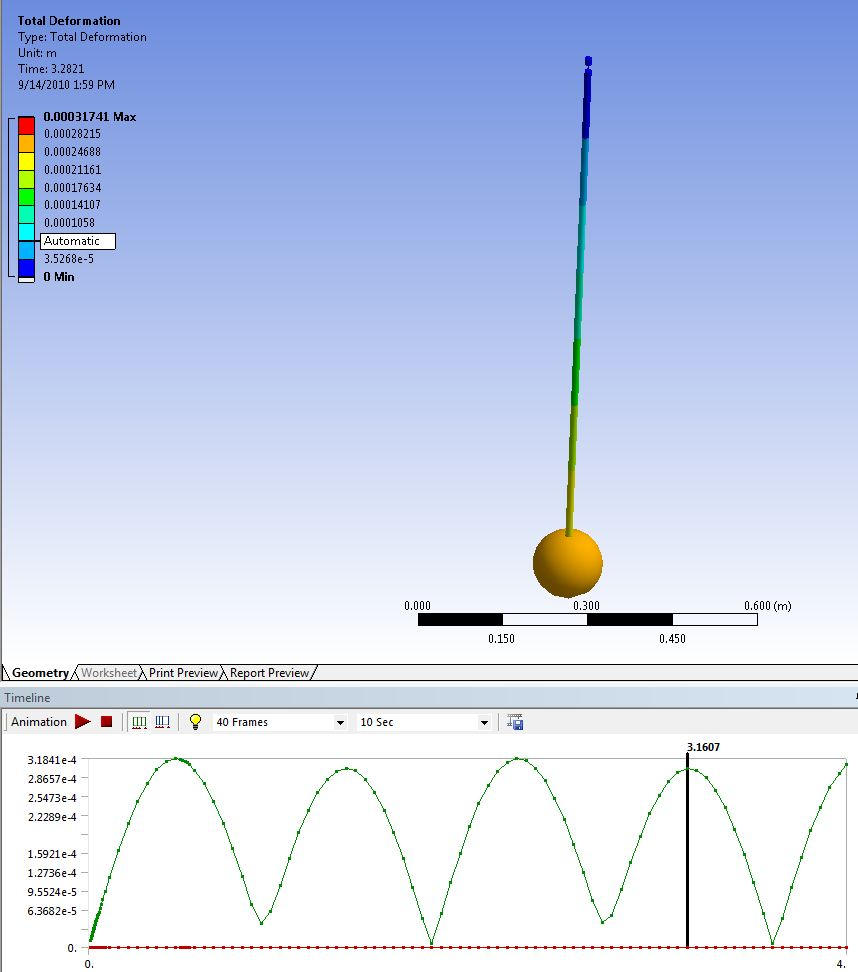 Total Deformation
Type: Total Deformation
Unit: m
Time: 3.2821
9/14/2010 1:59 PM
0.00031741 Max
0.00028215
0.00024688
0.00021161
0.00017634
0.00014107
0.0001058
Automatic
3.5268e-5
0 Min
0.000 0.300 0.600 (m)
0.150 0.450
Geometry Worksheet Print Preview Report Preview
Timeline
Animation 40 Frames 10 Sec
3.1607
3.1841e-4
2.8657e-4
2.5473e-4
2.2289e-4
1.5921e-4
1.2736e-4
9.5524e-5
6.3682e-5
0.
0. 4.